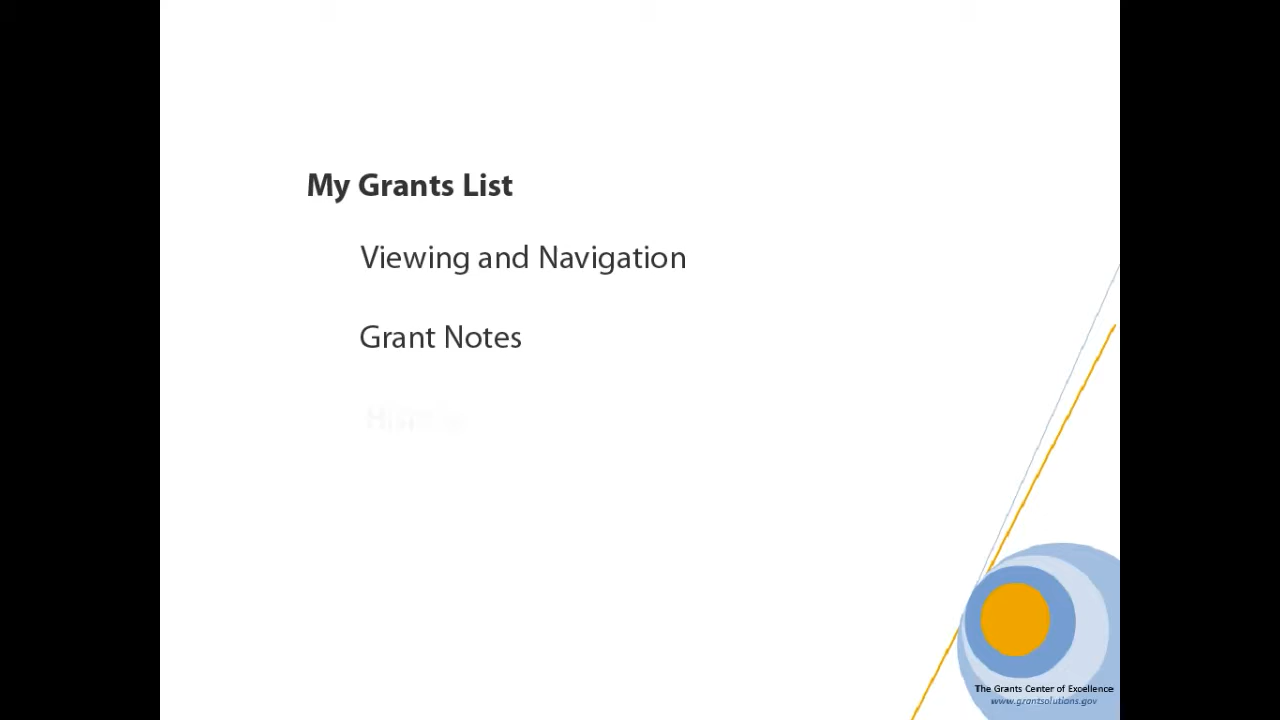 My Grants List
Viewing and Navigation
Grant Notes
The Grants Center of Excellence
www.grantsolutions.gov